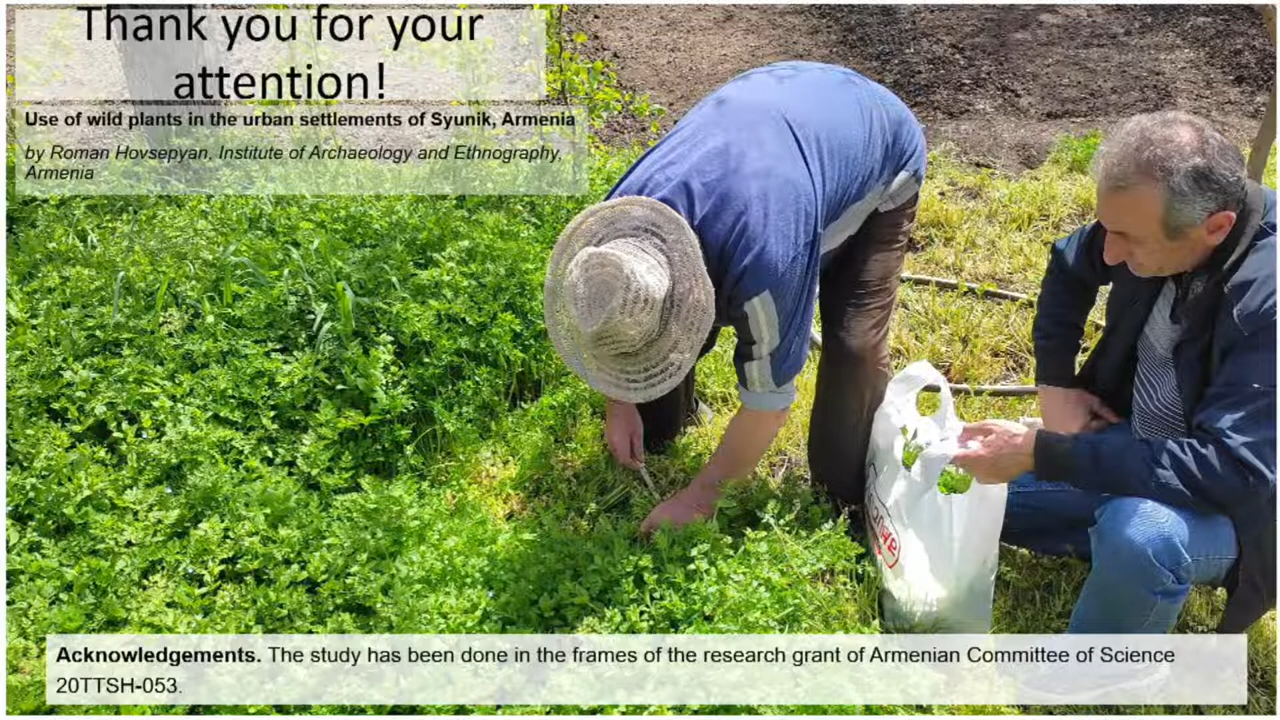 Thank you for your
attention!
Use of wild plants in the urban settlements of Syunik, Armenia
by Roman Hovsepyan, Institute of Archaeology and Ethnography,
Armenia
Acknowledgements. The study has been done in the frames of the research grant of Armenian Committee of Science
20TTSH-053.